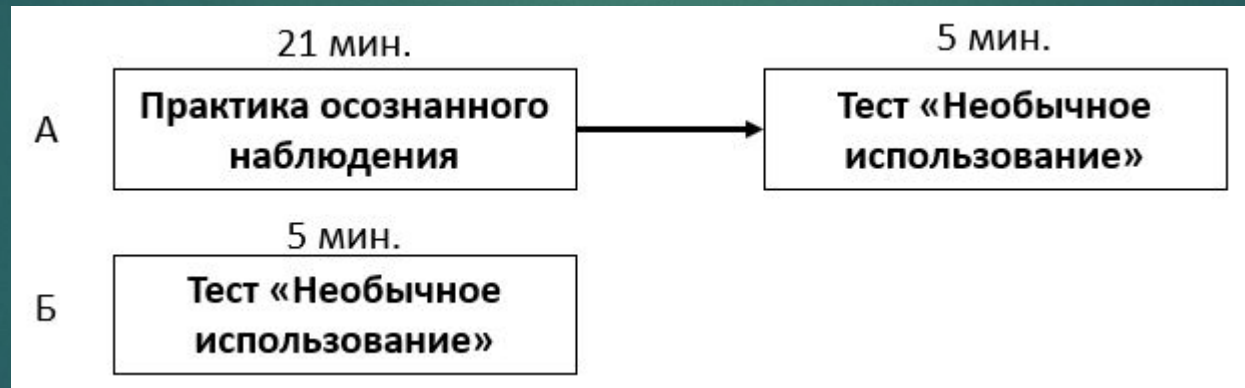 21 мин.
5 мин.
А
Практика осознанного
наблюдения
Тест «Необычное
использование»
5 мин.
Б
Тест «Необычное
использование»